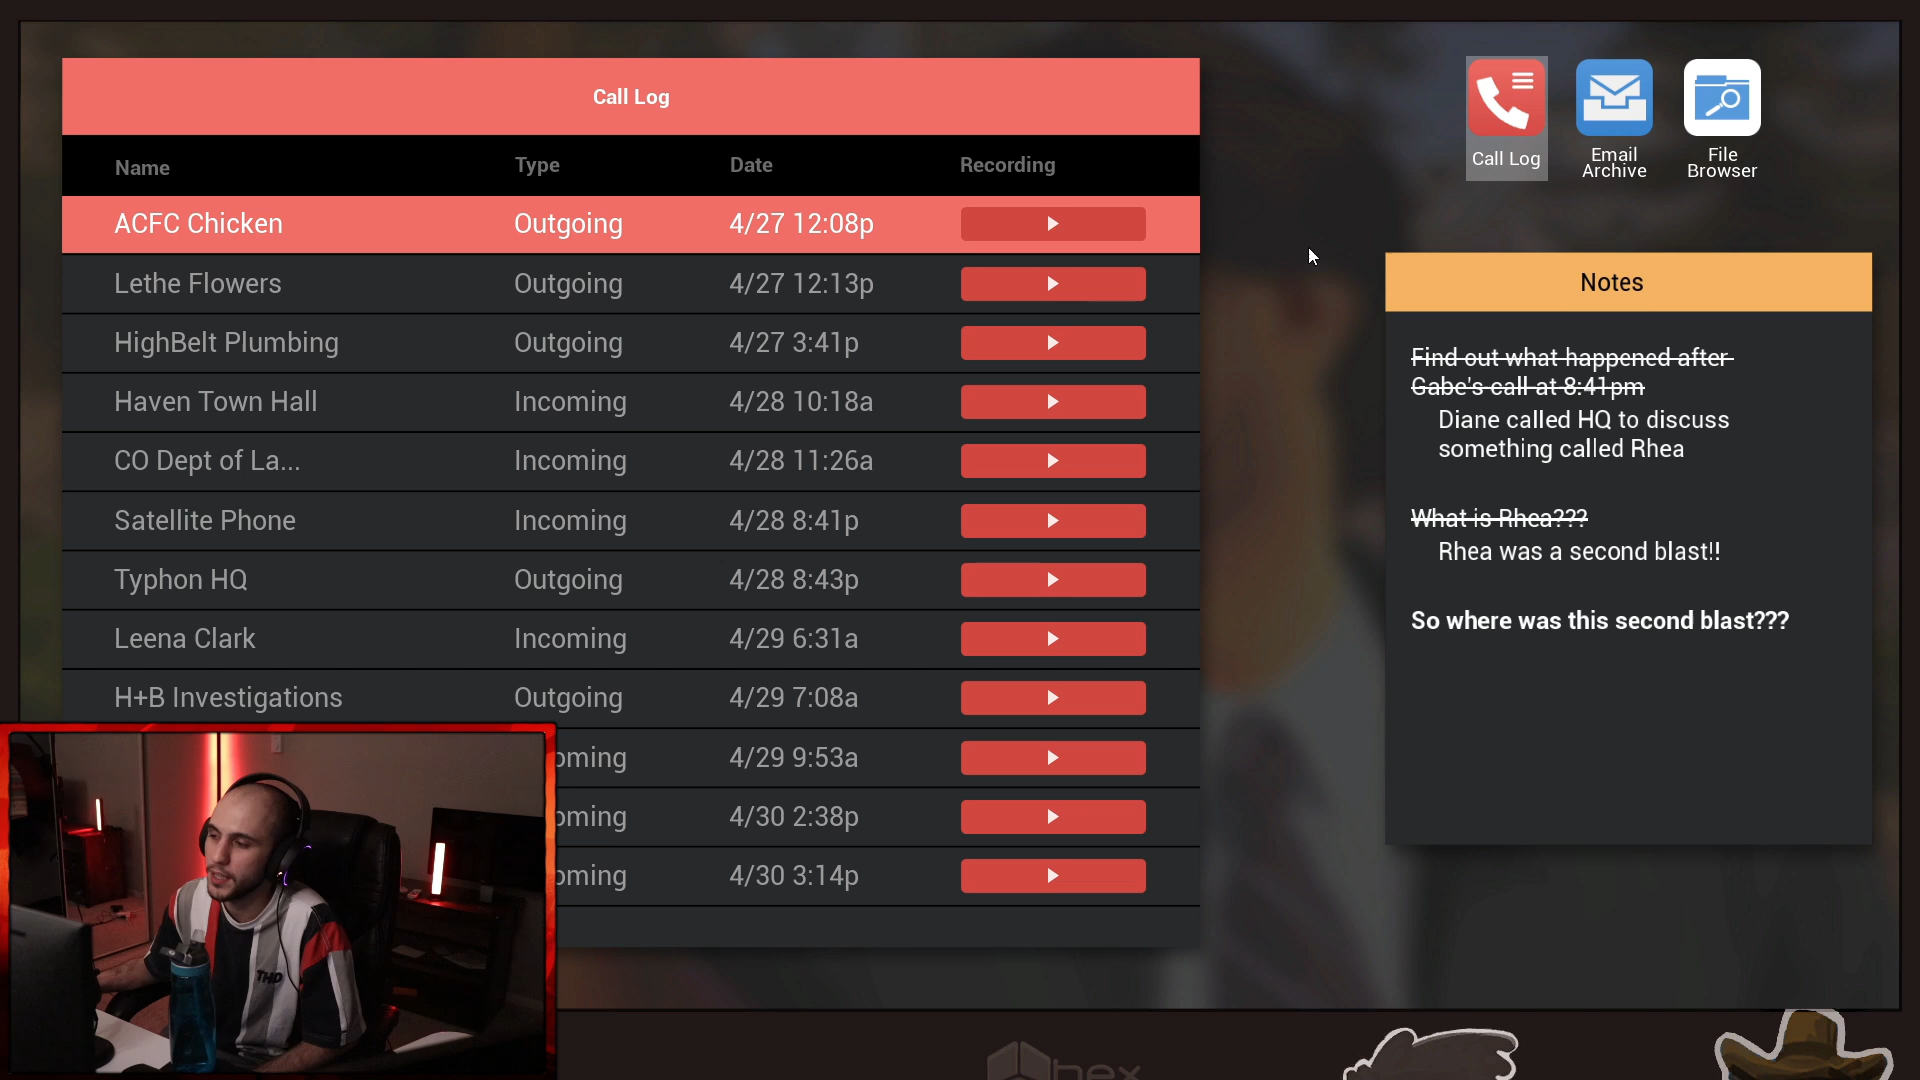 Call Log
Name Type Date Recording
ACFC Chicken Outgoing 4/27 12:08p
Lethe Flowers Outgoing 4/27 12:13p
HighBelt Plumbing Outgoing 4/27 3:41p
Haven Town Hall Incoming 4/28 10:18a
CO Dept of La... Incoming 4/28 11:26a
Satellite Phone Incoming 4/28 8:41p
Typhon HQ Outgoing 4/28 8:43p
Leena Clark Incoming 4/29 6:31a
H+B Investigations Outgoing 4/29 7:08a
oming 4/29 9:53a
oming 4/30 2:38p
oming 4/30 3:14p
Call Log
Email
Archive
File
Browser
Notes
Find out what happened after
Gabe's call at 8:41pm
Diane called HQ to discuss
something called Rhea
What is Rhea???
Rhea was a second blast!!
So where was this second blast???
THD
hex